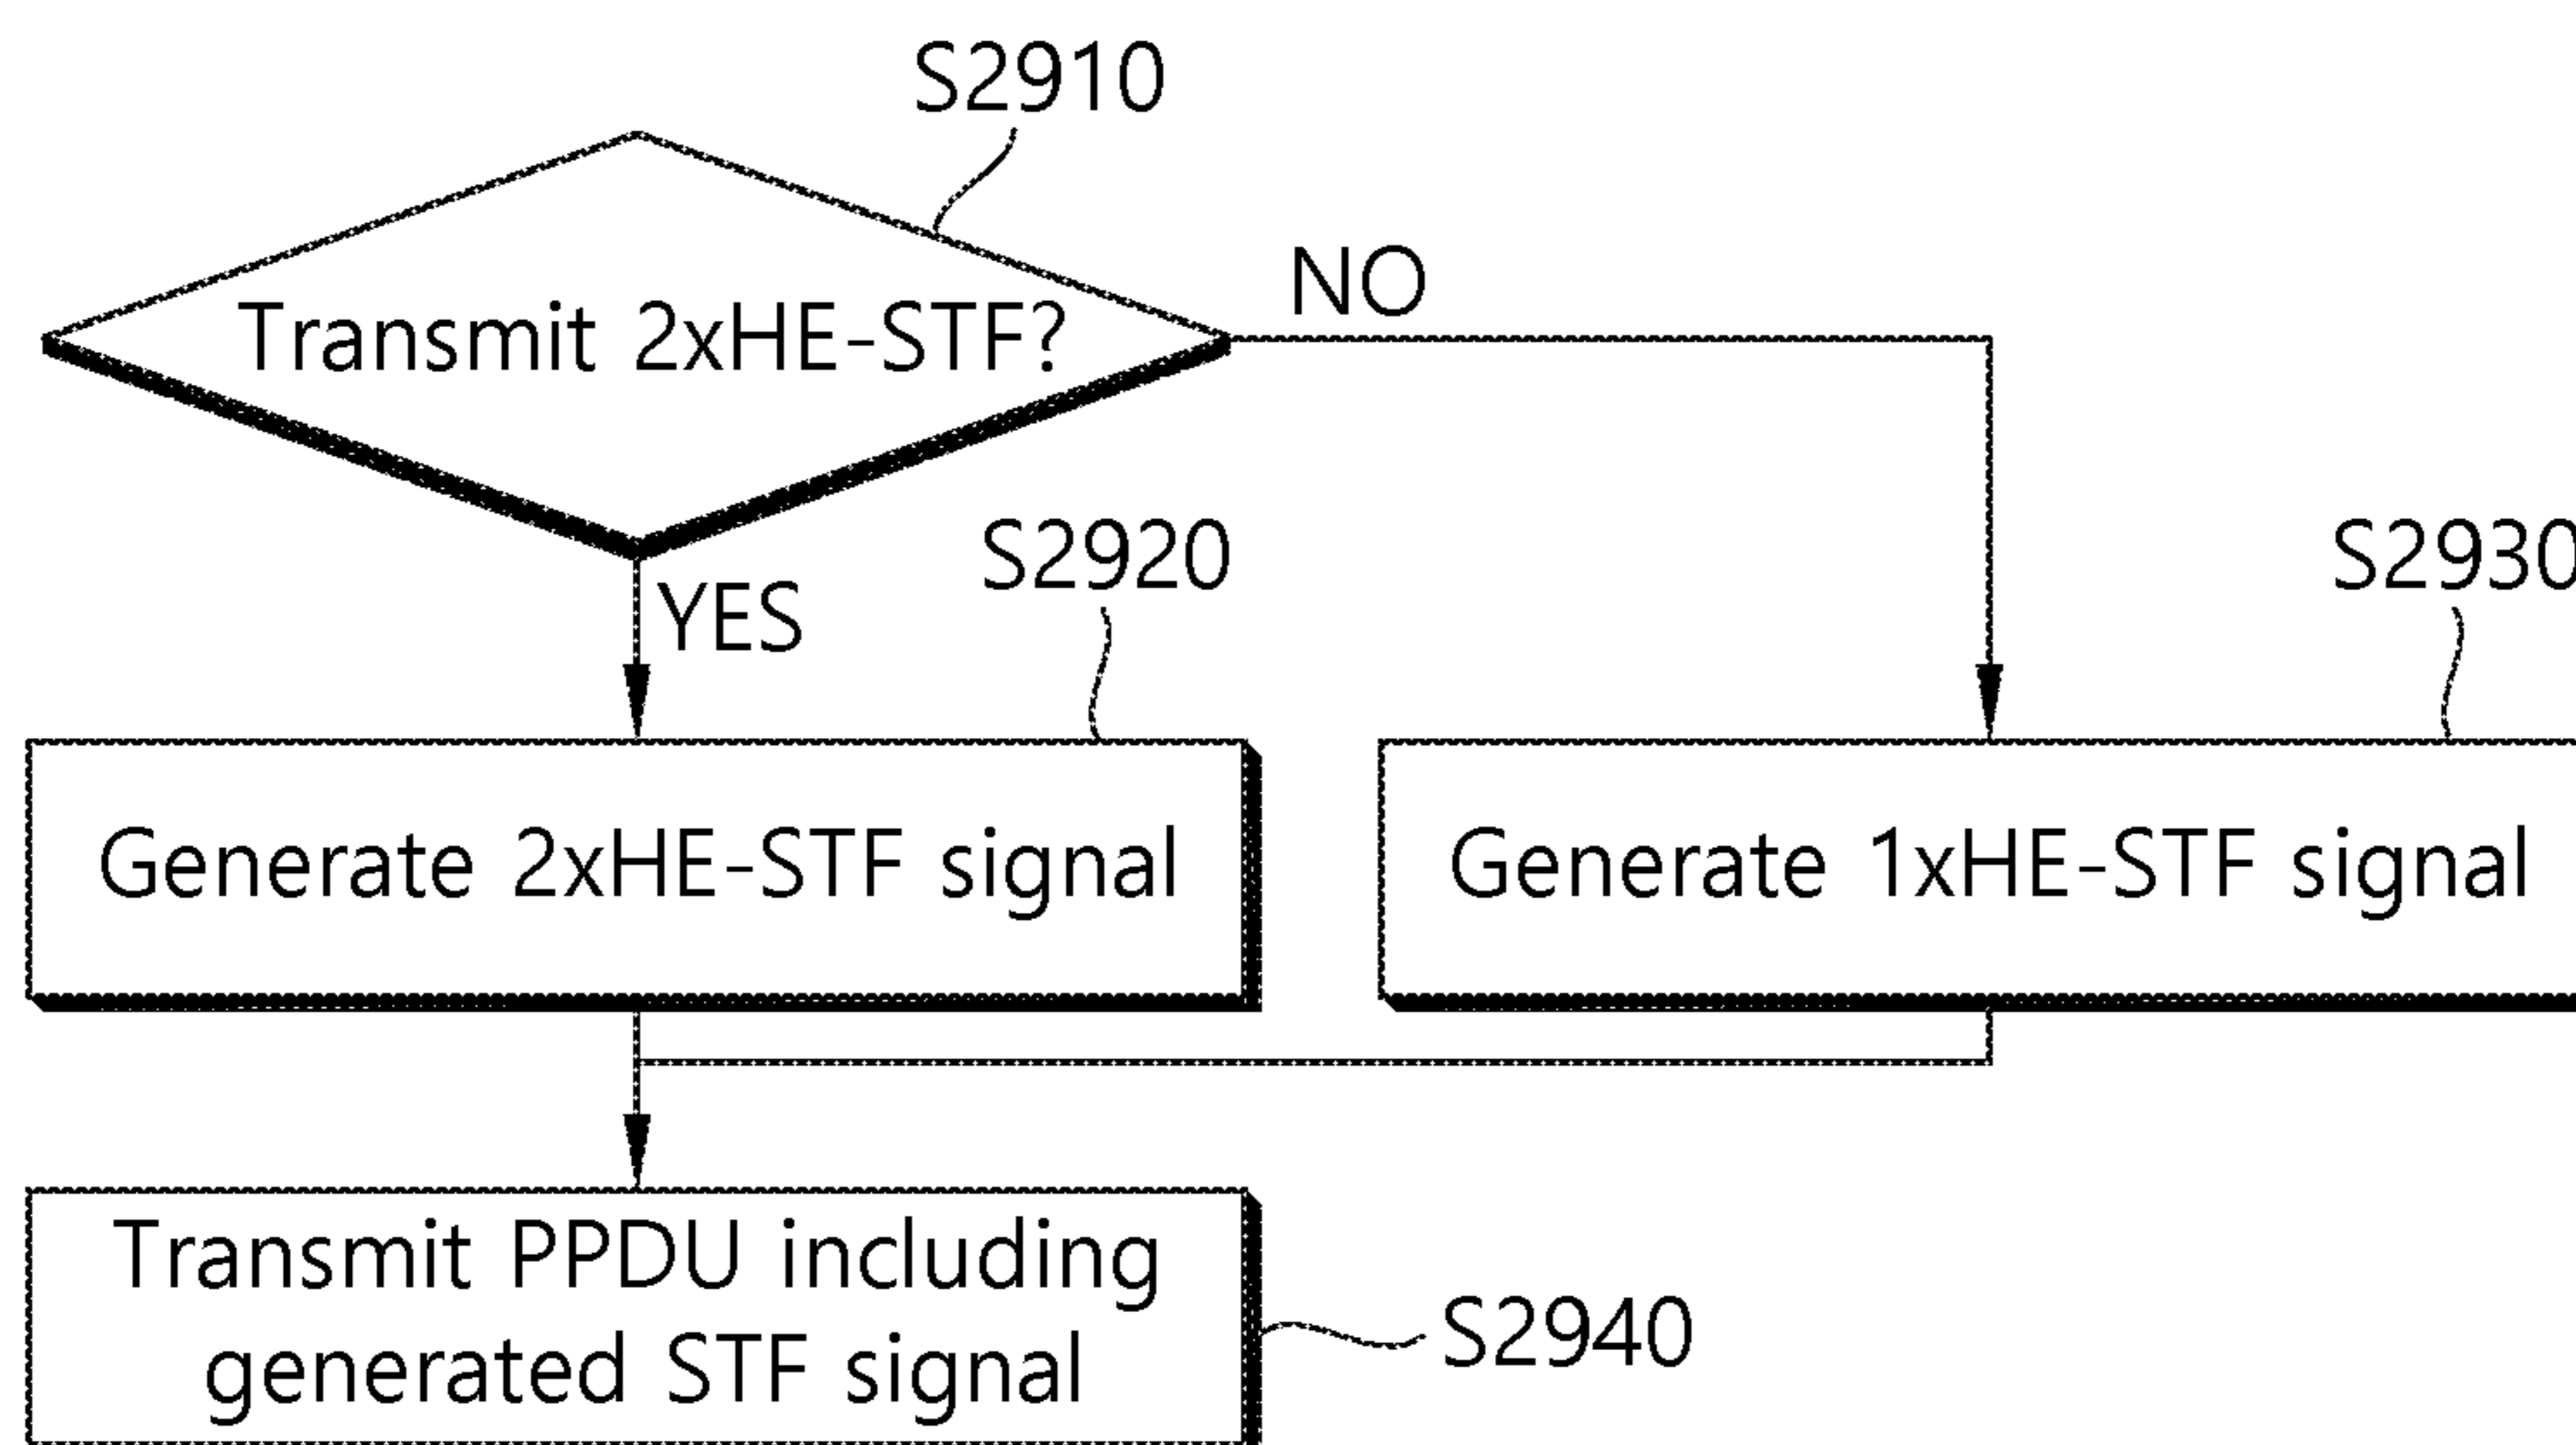 S2910
Transmit 2xHE-STF?
NO
YES
S2920
S2930
Generate 2xHE-STF signal
Generate 1xHE-STF signal
Transmit PPDU including
generated STF signal
S2940